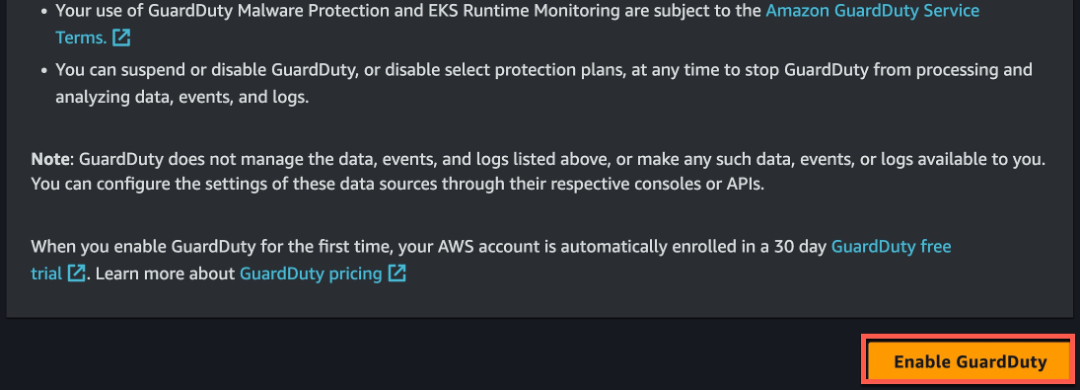 • Your use of GuardDuty Malware Protection and EKS Runtime Monitoring are subject to the Amazon GuardDuty Service
Terms.
• You can suspend or disable GuardDuty, or disable select protection plans, at any time to stop GuardDuty from processing and
analyzing data, events, and logs.
Note: GuardDuty does not manage the data, events, and logs listed above, or make any such data, events, or logs available to you.
You can configure the settings of these data sources through their respective consoles or APIs.
When you enable GuardDuty for the first time, your AWS account is automatically enrolled in a 30 day GuardDuty free
trial. Learn more about GuardDuty pricing
Enable GuardDuty